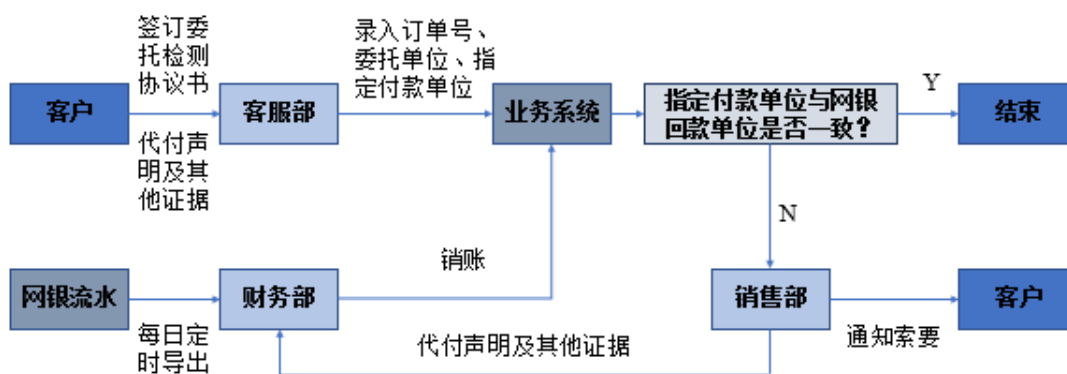 签订委
托检测
协议书
录入订单号、
委托单位、指
定付款单位
客户
客服部
业务系统
指定付款单位与网银
回款单位是否一致？
Y
结束
代付声
明及其
他证据
N
销账
网银流水
财务部
销售部
客户
每日定
时导出
代付声明及其他证据
通知索要